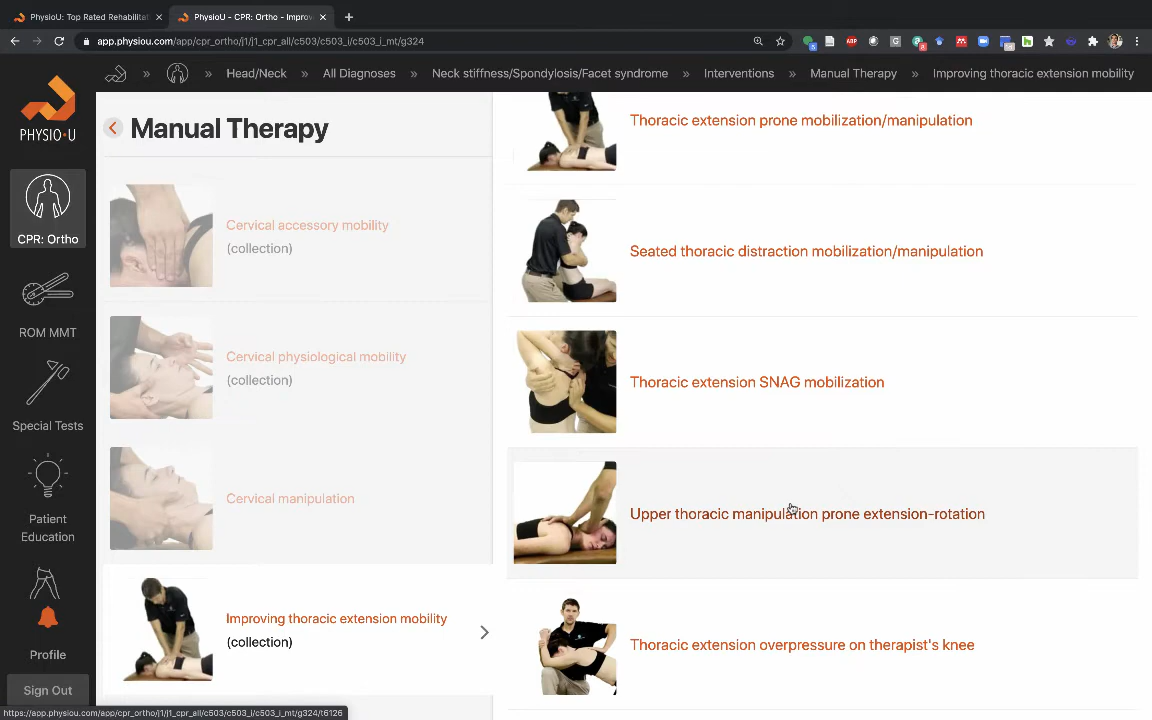 PhysioU: Top Rated Rehabilitat
PhysioU - CPR: Ortho - Improv
app.physiou.com/app/cpr_ortho/j1/j1_cpr_all/c503/c503_i/c503_i_mt/g324
» » Head/Neck » All Diagnoses » Neck stiffness/Spondylosis/Facet syndrome » Interventions » Manual Therapy » Improving thoracic extension mobility
PHYSIO•U
CPR: Ortho
ROM MMT
Special Tests
Patient
Education
Profile
Sign Out
Manual Therapy
Cervical accessory mobility
(collection)
Cervical physiological mobility
(collection)
Cervical manipulation
Improving thoracic extension mobility
(collection)
Thoracic extension prone mobilization/manipulation
Seated thoracic distraction mobilization/manipulation
Thoracic extension SNAG mobilization
Upper thoracic manipulation prone extension-rotation
Thoracic extension overpressure on therapist's knee
https://app.physiou.com/app/cpr_ortho/j1/j1_cpr_all/c503/c503_i/c503_i_mt/g324/t6126